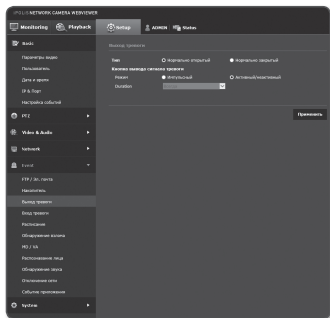 iPOLiS NETWORK CAMERA WEBVIEWER
Monitoring
Playback
Setup
ADMIN
Status
Basic
Параметры видео
Пользователь
Дата и время
IP & Порт
Настройка событий
PTZ
Video & Audio
Network
Event
FTP / Эл. почта
Накопитель
Выход тревоги
Вход тревоги
Расписание
Обнаружение взлома
MD / VA
Распознавание лица
Обнаружение звука
Отключение сети
Событие приложения
System
Выход тревоги
Тип
Нормально открытый
Нормально закрытый
Кнопка вывода сигнала тревоги
Режим
Импульсный
Активный/неактивный
Duration
Применить